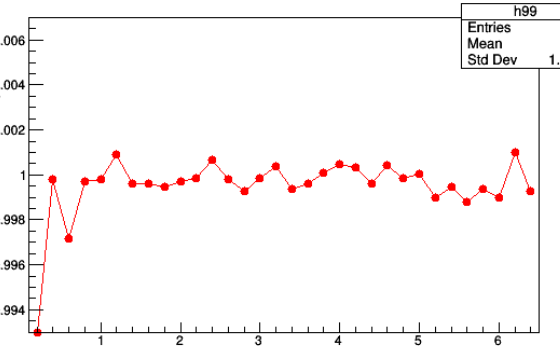 h99
Entries
Mean
Std Dev 1.
.006
.004
.002
1
.998
.996
.994
1 2 3 4 5 6